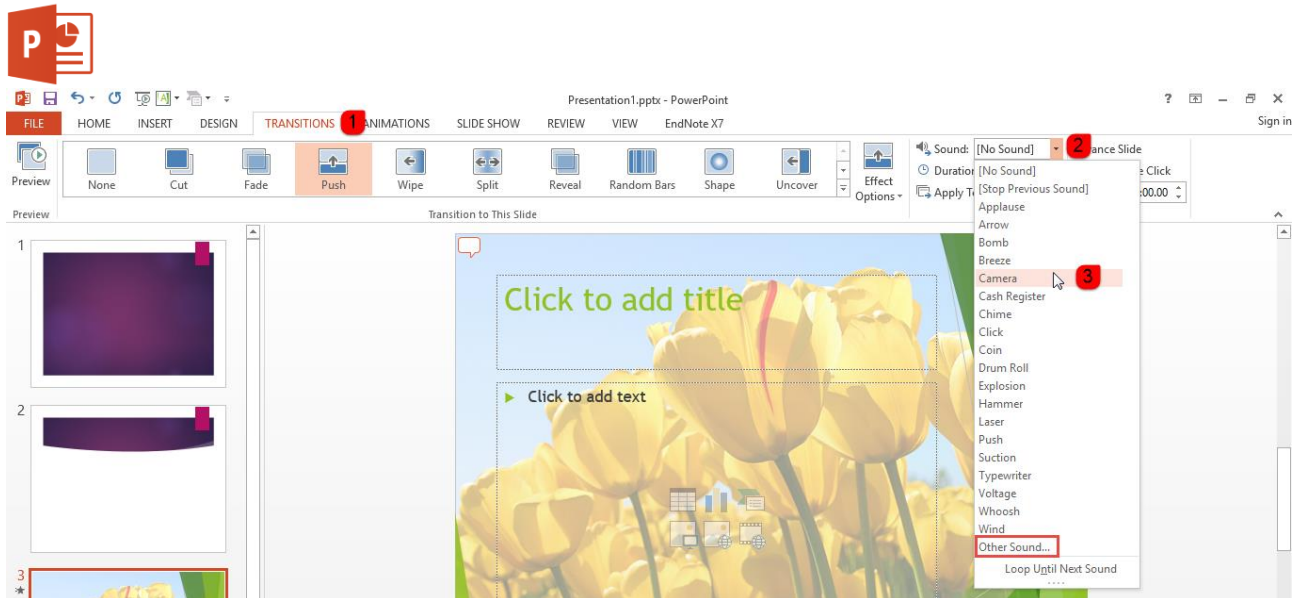 P
Presentation1.pptx - PowerPoint
?
FILE HOME INSERT DESIGN TRANSITIONS 1 ANIMATIONS SLIDE SHOW REVIEW VIEW EndNote X7 Sign in
Preview
None Cut Fade Push Wipe Split Reveal Random Bars Shape Uncover
Effect
Options
Sound: [No Sound] 2 Slide
Click
Apply :00.00
Preview
Transition to This Slide
[No Sound]
[Stop Previous Sound]
Applause
Arrow
Bomb
Breeze
Camera 3
Cash Register
Chime
Click
Coin
Drum Roll
Explosion
Hammer
Laser
Push
Suction
Typewriter
Voltage
Whoosh
Wind
Other Sound...
Loop Until Next Sound
1
2
3
Click to add title
Click to add text